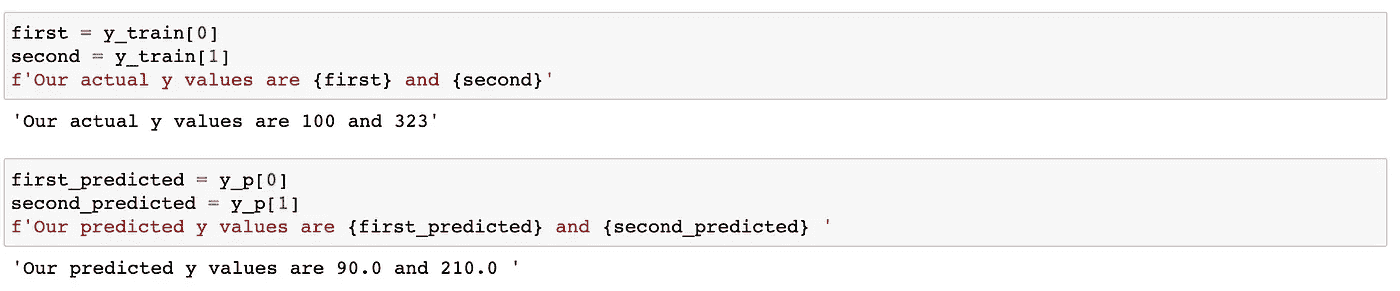 first = y_train[0]
second = y_train[1]
f'Our actual y values are {first} and {second}'
'Our actual y values are 100 and 323'
first_predicted = y_p[0]
second_predicted = y_p[1]
f'Our predicted y values are {first_predicted} and {second_predicted} '
'Our predicted y values are 90.0 and 210.0 '